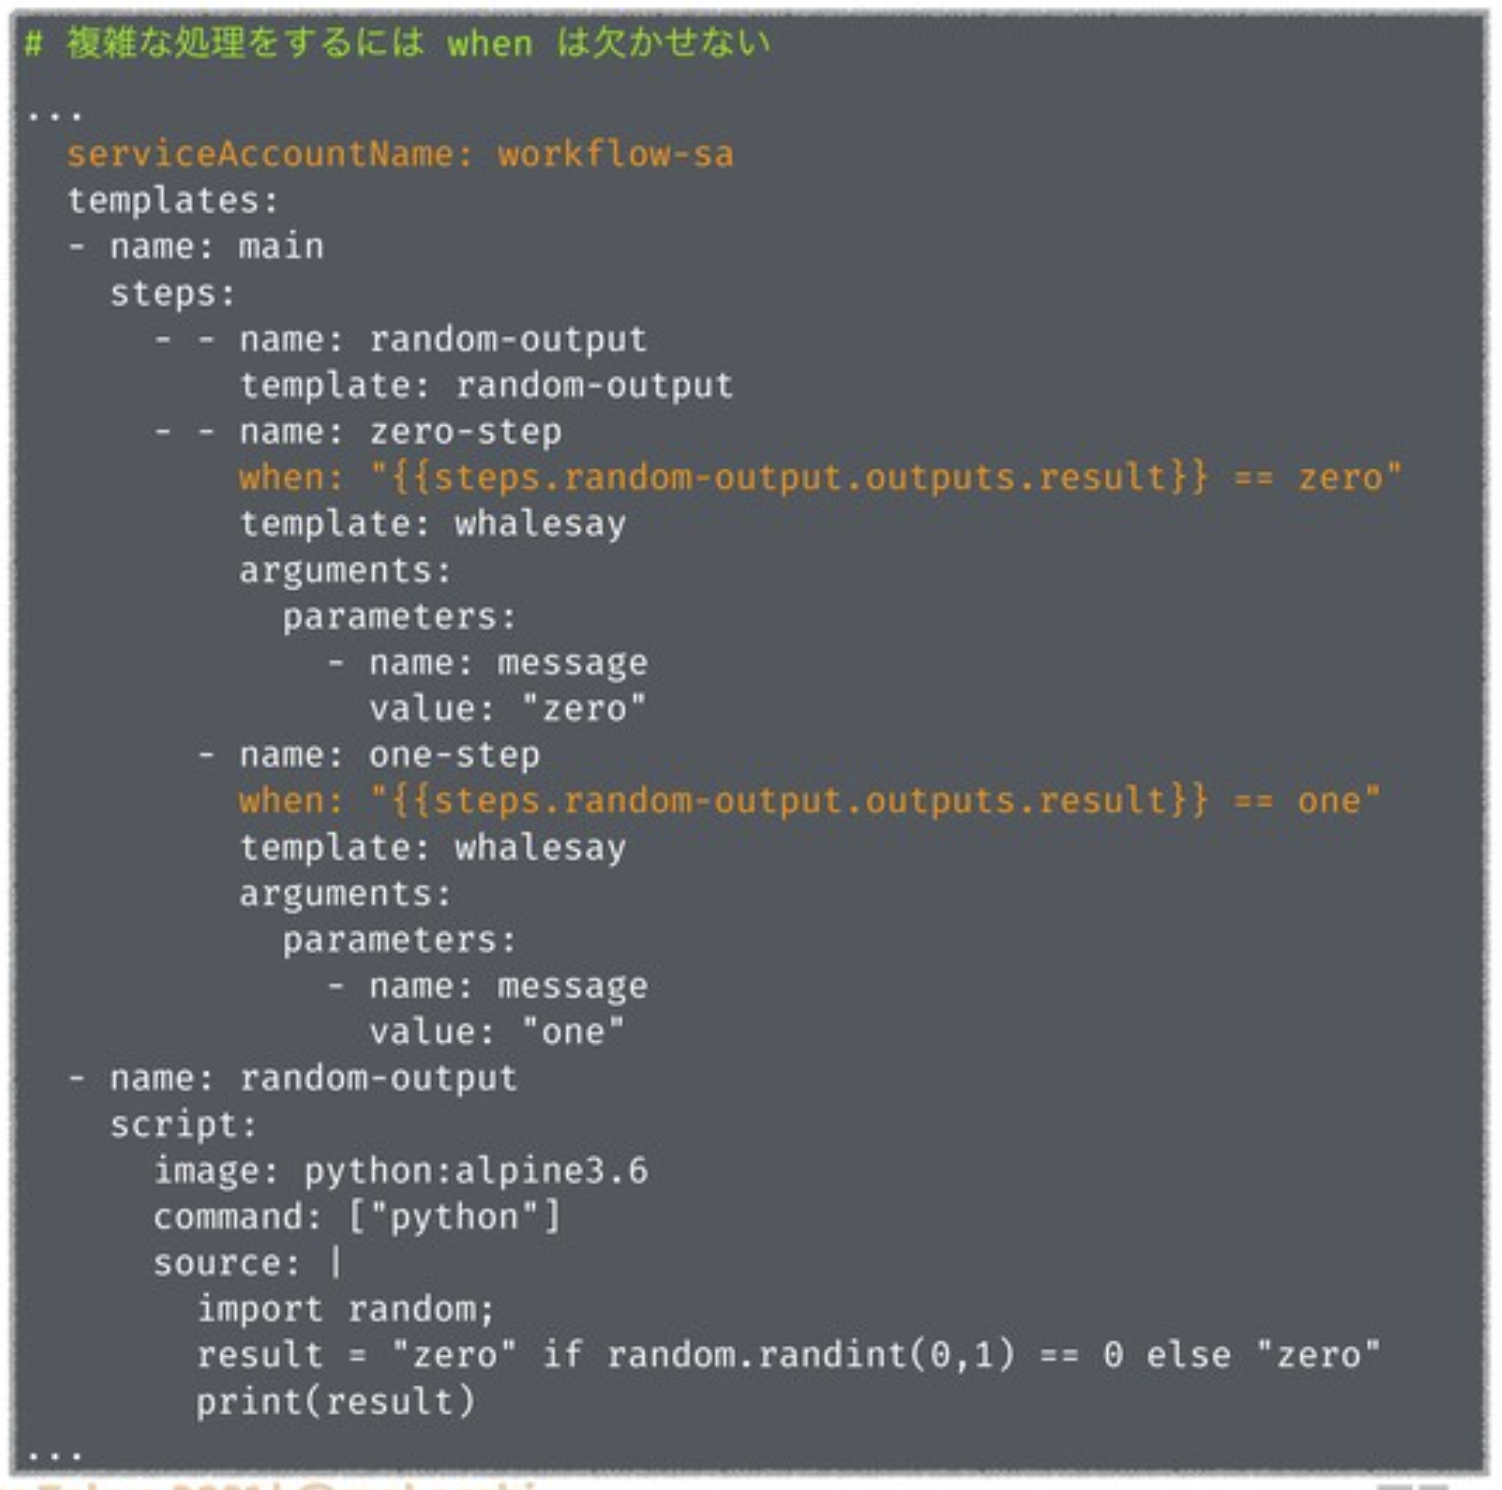 # 複雑な処理をするには when は欠かせない
...
  serviceAccountName: workflow-sa
  templates:
  - name: main
    steps:
      - - name: random-output
          template: random-output
      - - name: zero-step
          when: "{{steps.random-output.outputs.result}} == zero"
          template: whalesay
          arguments:
            parameters:
              - name: message
                value: "zero"
        - name: one-step
          when: "{{steps.random-output.outputs.result}} == one"
          template: whalesay
          arguments:
            parameters:
              - name: message
                value: "one"
  - name: random-output
    script:
      image: python:alpine3.6
      command: ["python"]
      source: |
        import random;
        result = "zero" if random.randint(0,1) == 0 else "zero"
        print(result)
...